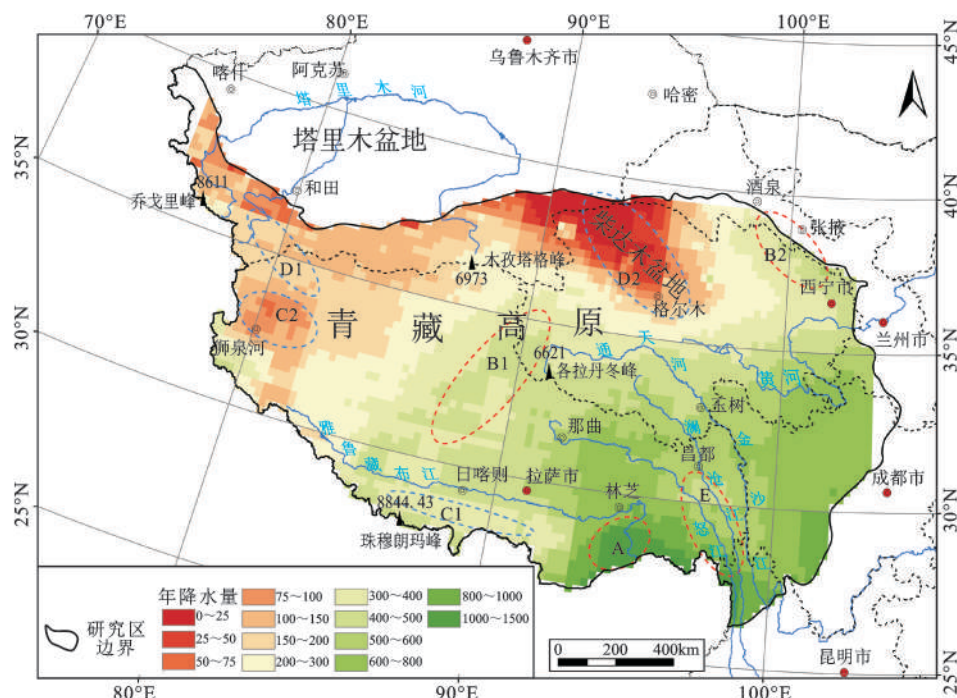 70°E
80°E
90°E
100°E
45°N
乌鲁木齐市
阿克苏
喀什
塔里木河
哈密
塔里木盆地
35°N
和田
酒泉
40°N
8611
乔戈里峰
张掖
柴达木盆地
B2
木孜塔格峰
6973
D1
D2
西宁市
格尔木
C2
青藏高原
兰州市
30°N
狮泉河
6621
通天河
35°N
B1
各拉丹冬峰
黄河
玉树
雅鲁藏布江
那曲
澜沧江
金沙江
昌都
日喀则
拉萨市
成都市
林芝
E
25°N
8844.43
C1
怒江
30°N
珠穆朗玛峰
A
年降水量
研究区
边界
0~25
25~50
50~75
75~100
100~150
150~200
200~300
300~400
400~500
500~600
600~800
800~1000
1000~1500
0 200 400km
昆明市
25°N
80°E
90°E
100°E